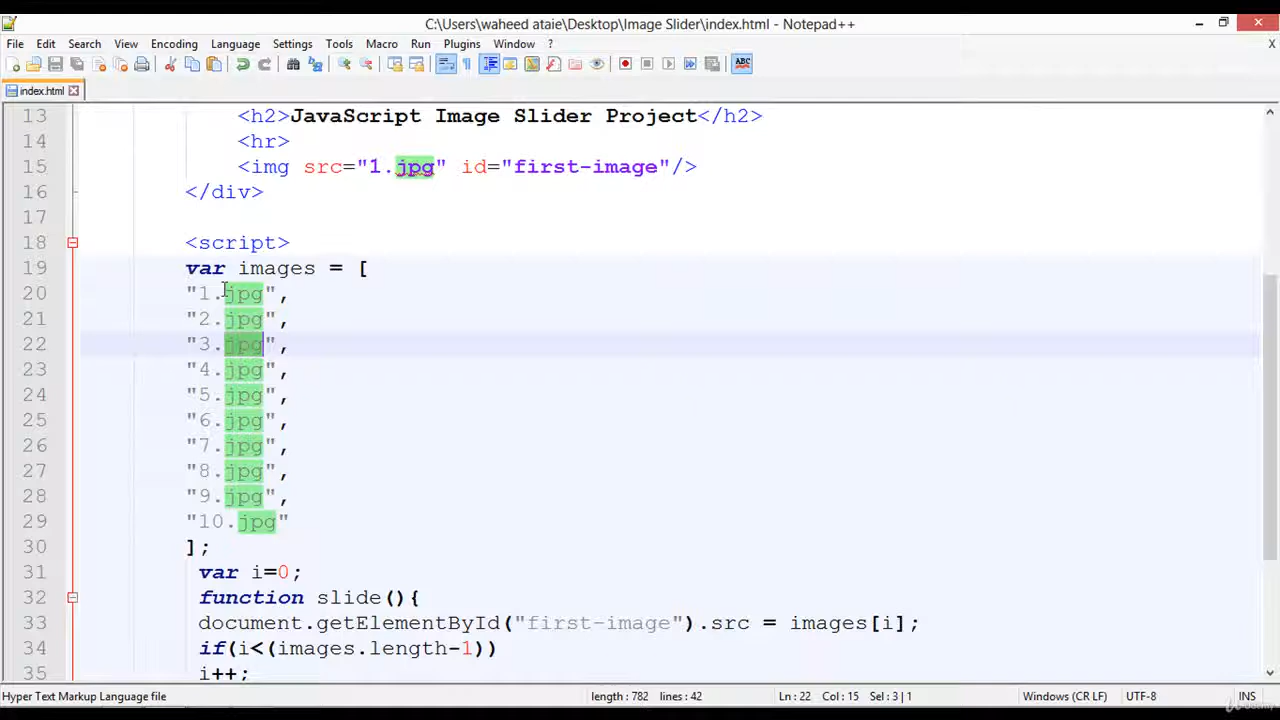 C:\Users\waheed ataie\Desktop\Image Slider\index.html - Notepad++
File Edit Search View Encoding Language Settings Tools Macro Run Plugins Window ? X
ABC
index.html
13 <h2>JavaScript Image Slider Project</h2>
14 <hr>
15 <img src="1.jpg" id="first-image"/>
16 </div>
17
18 <script>
19 var images = [
20 "1.jpg",
21 "2.jpg",
22 "3.jpg",
23 "4.jpg",
24 "5.jpg",
25 "6.jpg",
26 "7.jpg",
27 "8.jpg",
28 "9.jpg",
29 "10.jpg"
30 ];
31 var i=0;
32 function slide(){
33 document.getElementById("first-image").src = images[i];
34 if(i<(images.length-1))
35 i++;
Hyper Text Markup Language file length : 782 lines : 42 Ln : 22 Col : 15 Sel : 3 | 1 Windows (CR LF) UTF-8 INS
Udemy